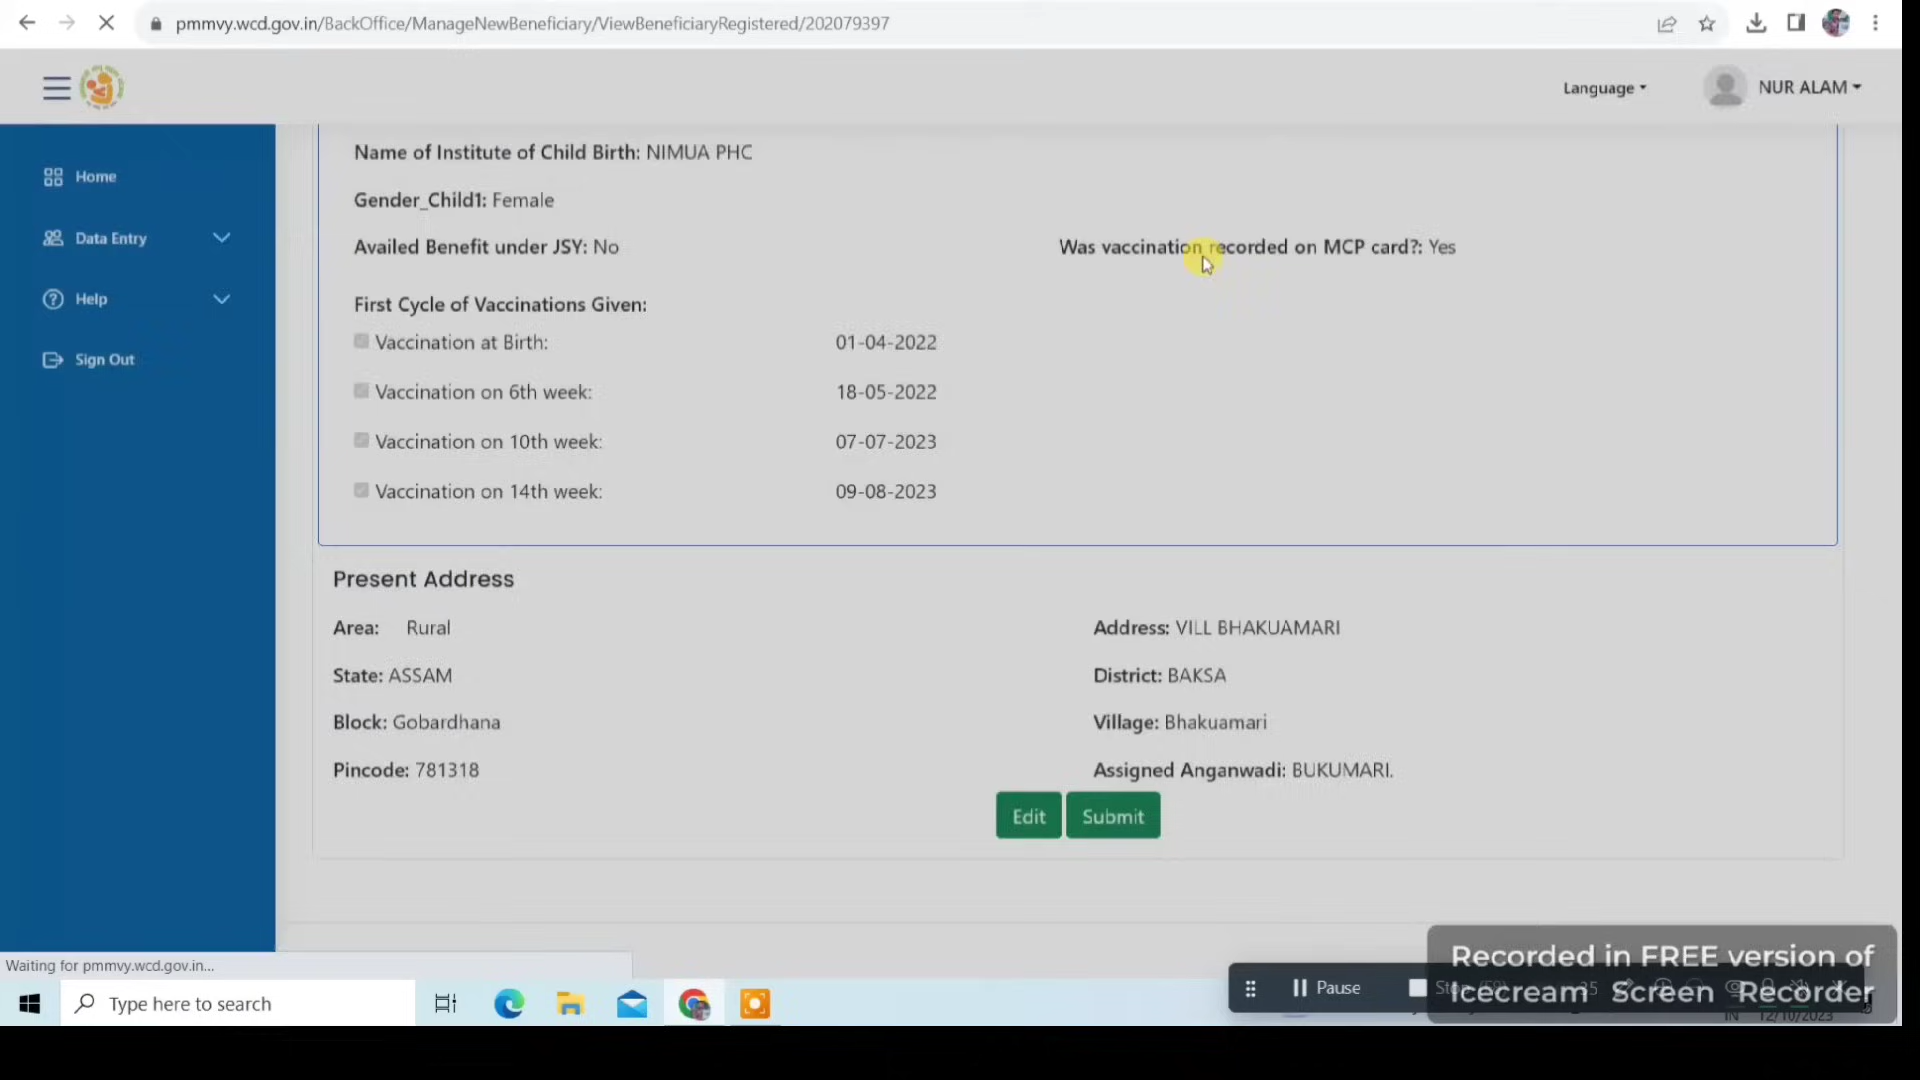 pmmvy.wcd.gov.in/BackOffice/ManageNewBeneficiary/ViewBeneficiaryRegistered/202079397
Language
NUR ALAM
Home
Data Entry
Help
Sign Out
Name of Institute of Child Birth: NIMUA PHC
Gender_Child1: Female
Availed Benefit under JSY: No
Was vaccination recorded on MCP card?: Yes
First Cycle of Vaccinations Given:
Vaccination at Birth: 01-04-2022
Vaccination on 6th week: 18-05-2022
Vaccination on 10th week: 07-07-2023
Vaccination on 14th week: 09-08-2023
Present Address
Area: Rural
Address: VILL BHAKUAMARI
State: ASSAM
District: BAKSA
Block: Gobardhana
Village: Bhakuamari
Pincode: 781318
Assigned Anganwadi: BUKUMARI.
Edit Submit
Waiting for pmmvy.wcd.gov.in...
Type here to search
Pause
Recorded in FREE version of
Icecream Screen Recorder
IN 12/10/2023